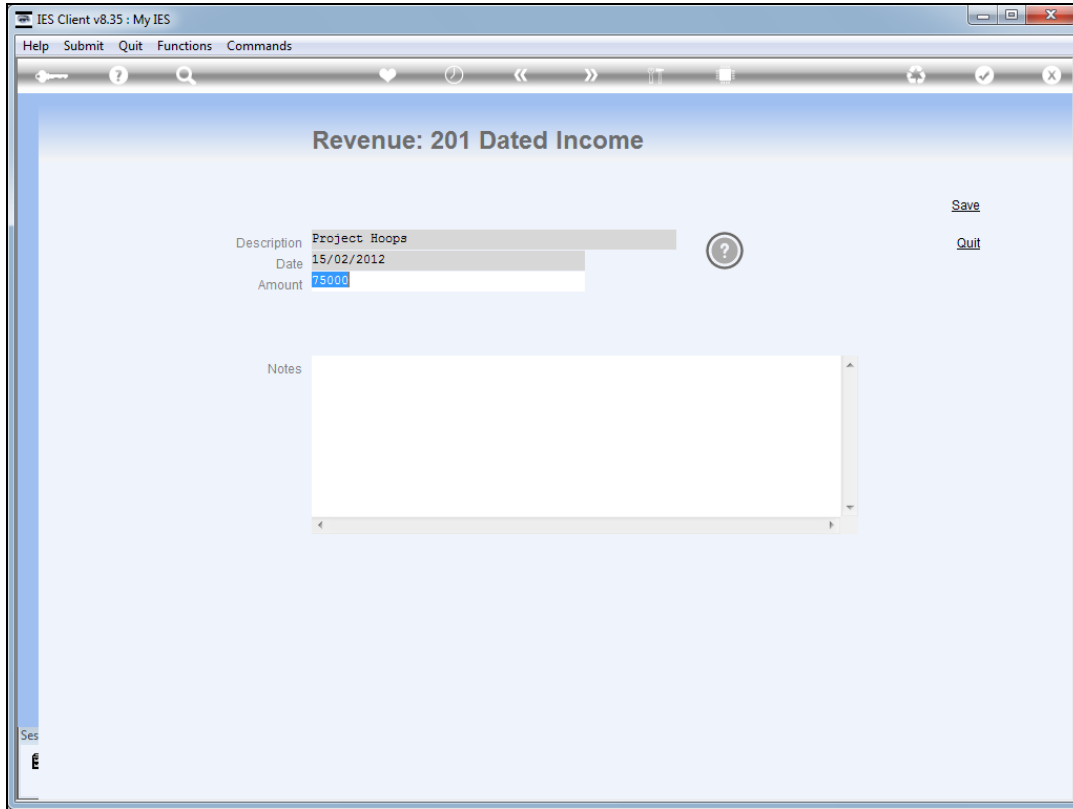 IES Client v8.35 : My IES
Help Submit Quit Functions Commands
Revenue: 201 Dated Income
Save
Description Project Hoops
Quit
Date 15/02/2012
Amount 75000
Notes
Ses